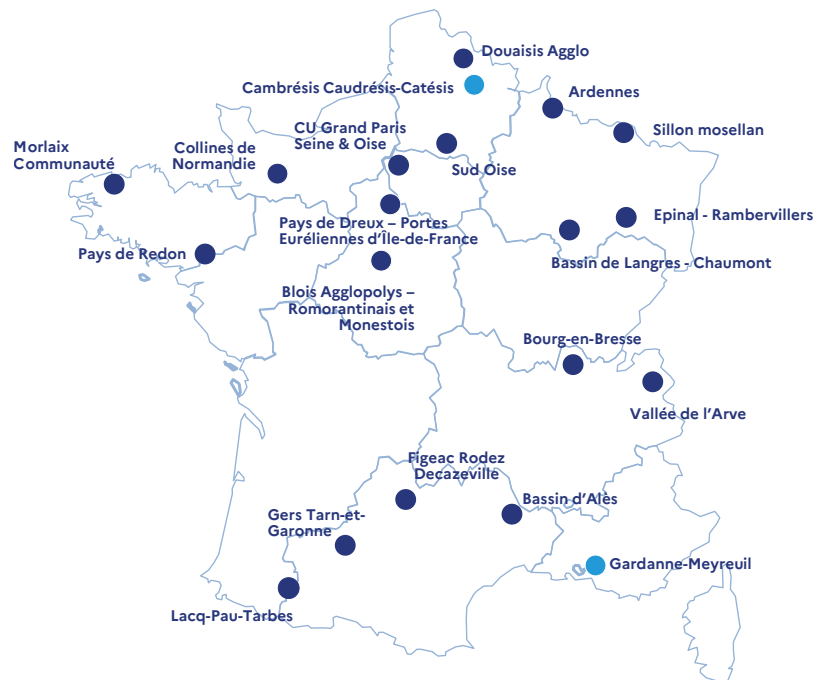 Douaisis Agglo
Cambrésis Caudrésis-Catésis
Ardennes
CU Grand Paris
Seine & Oise
Sillon mosellan
Morlaix
Communauté
Collines de
Normandie
Sud Oise
Pays de Dreux – Portes
Euréliennes d’Île-de-France
Epinal - Rambervillers
Pays de Redon
Bassin de Langres - Chaumont
Blois Agglopolys –
Romorantinais et
Monestois
Bourg-en-Bresse
Vallée de l’Arve
Figeac Rodez
Decazeville
Bassin d’Alès
Gers Tarn-et-
Garonne
Gardanne-Meyreuil
Lacq-Pau-Tarbes